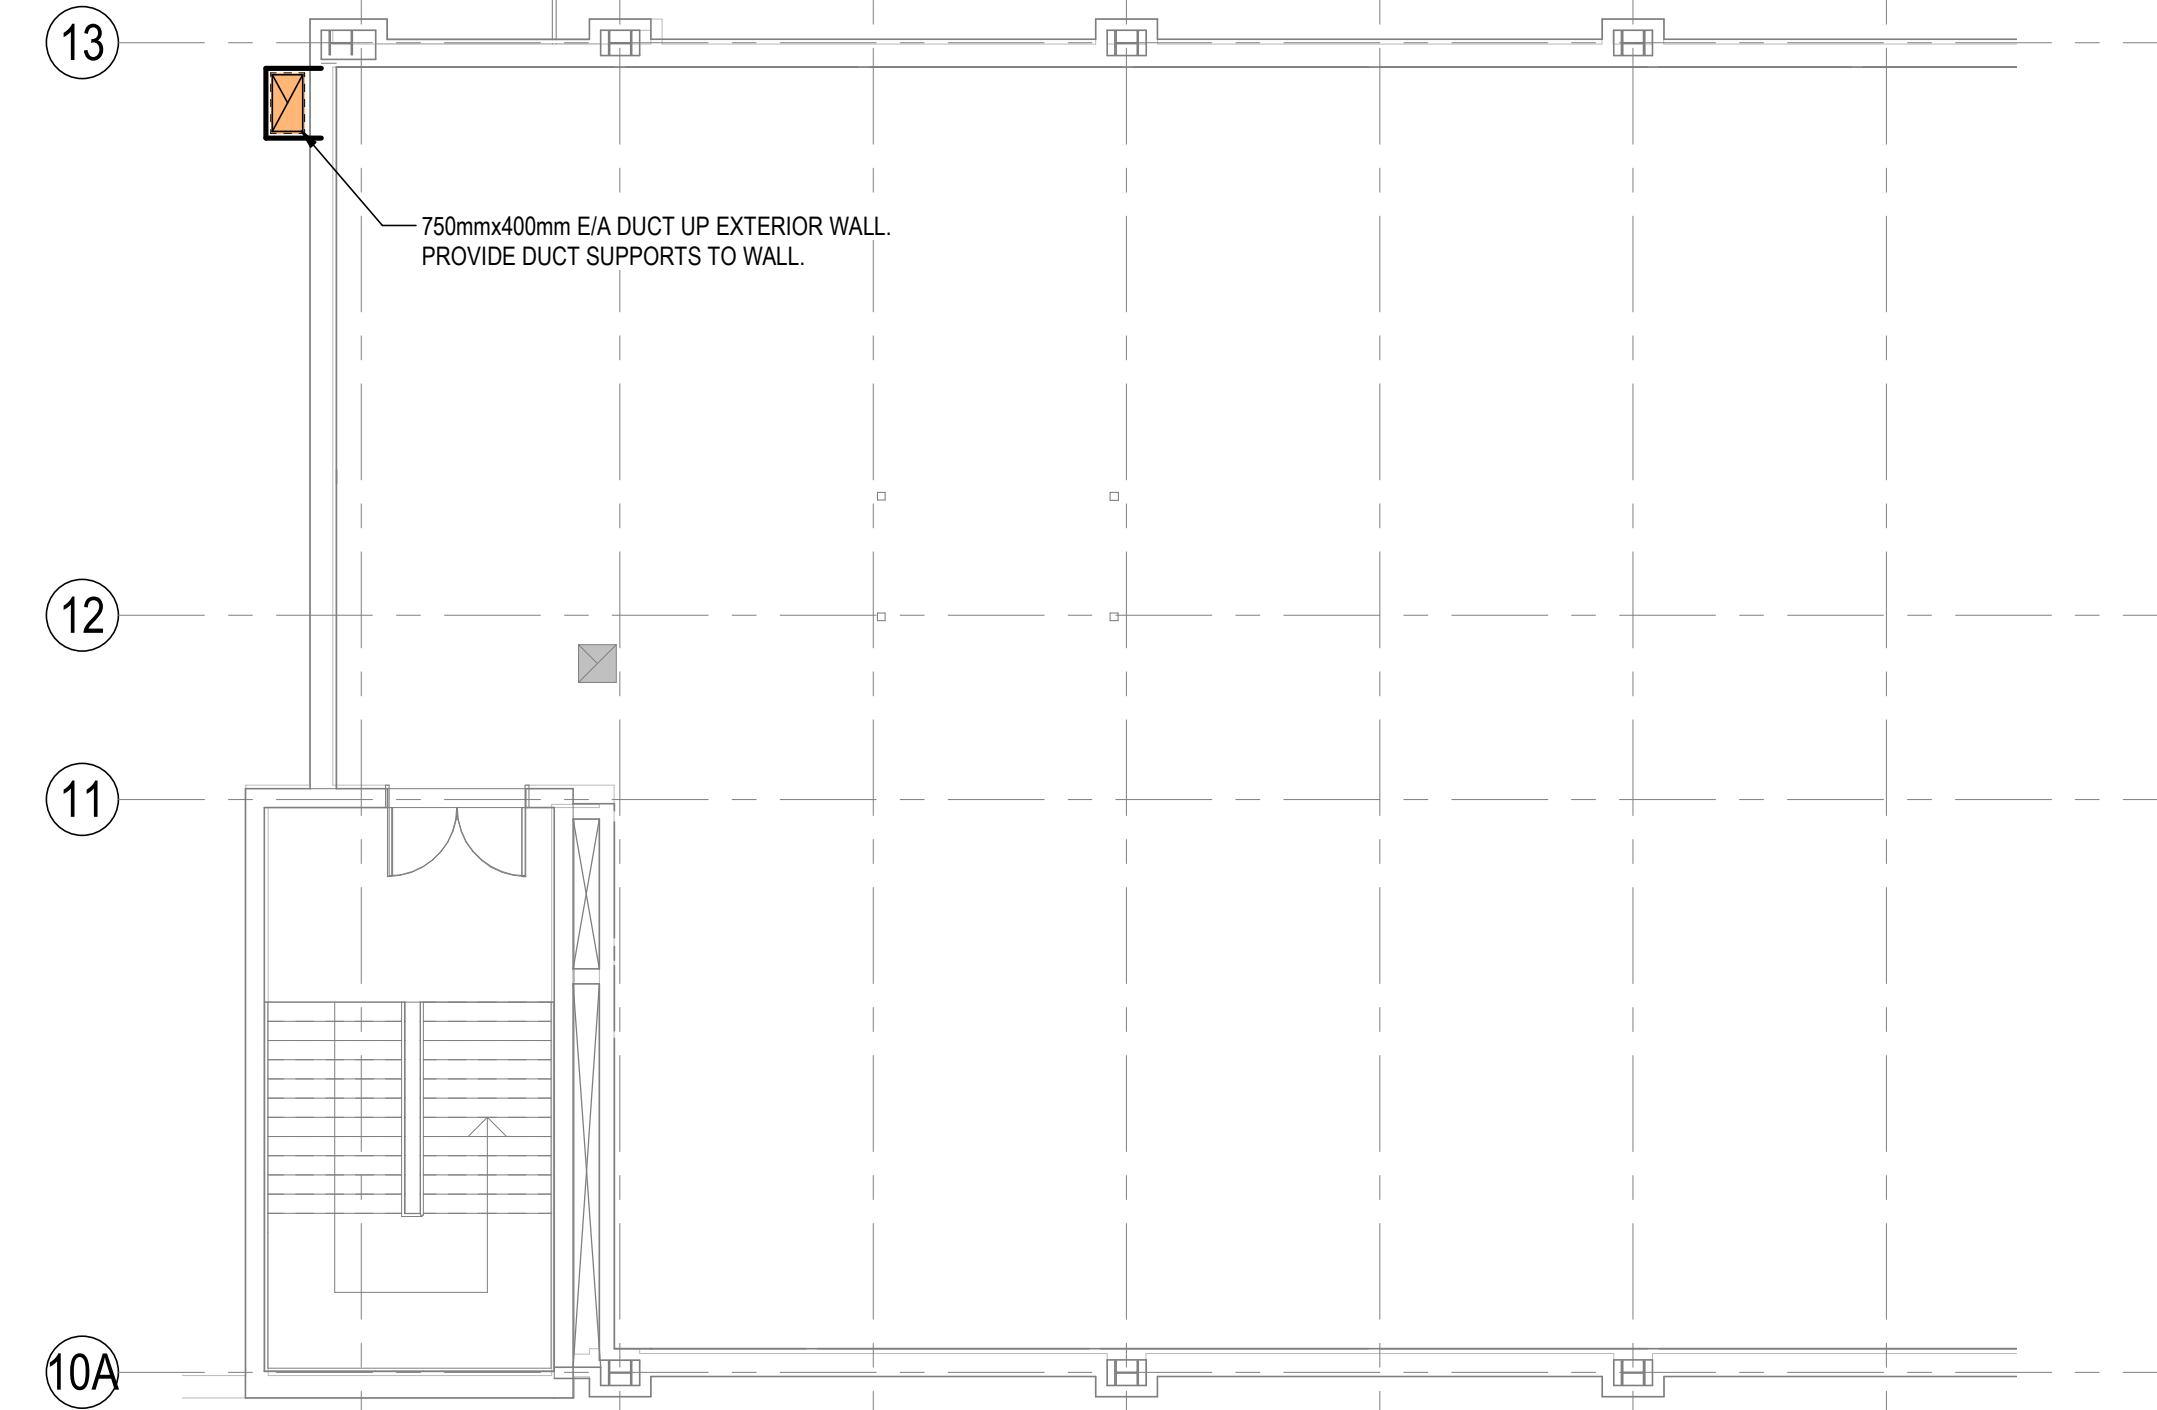 13
750mmx400mm E/A DUCT UP EXTERIOR WALL.
PROVIDE DUCT SUPPORTS TO WALL.
12
11
10A